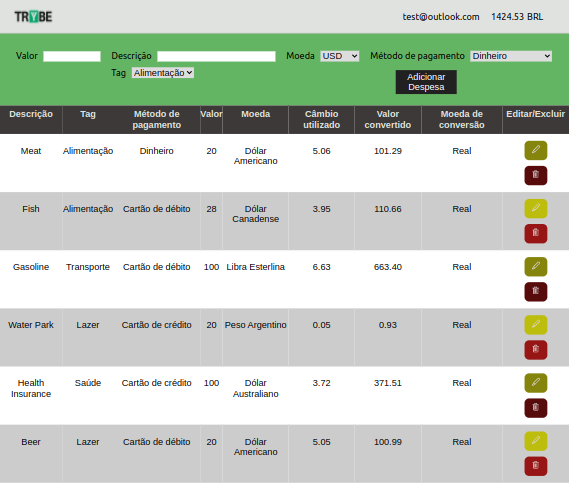 TRYBE test@outlook.com 1424.53 BRL
Valor Descrição Moeda USD Método de pagamento Dinheiro
Tag Alimentação Adicionar
Despesa
Descrição Tag Método de pagamento Valor Moeda Câmbio utilizado Valor convertido Moeda de conversão Editar/Excluir
Meat Alimentação Dinheiro 20 Dólar Americano 5.06 101.29 Real
Fish Alimentação Cartão de débito 28 Dólar Canadense 3.95 110.66 Real
Gasoline Transporte Cartão de débito 100 Libra Esterlina 6.63 663.40 Real
Water Park Lazer Cartão de crédito 20 Peso Argentino 0.05 0.93 Real
Health Insurance Saúde Cartão de crédito 100 Dólar Australiano 3.72 371.51 Real
Beer Lazer Cartão de débito 20 Dólar Americano 5.05 100.99 Real